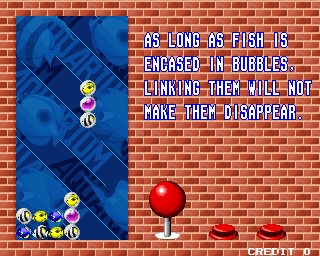 AS LONG AS FISH IS
ENCASED IN BUBBLES.
LINKING THEM WILL NOT
MAKE THEM DISAPPEAR.
CREDIT 0